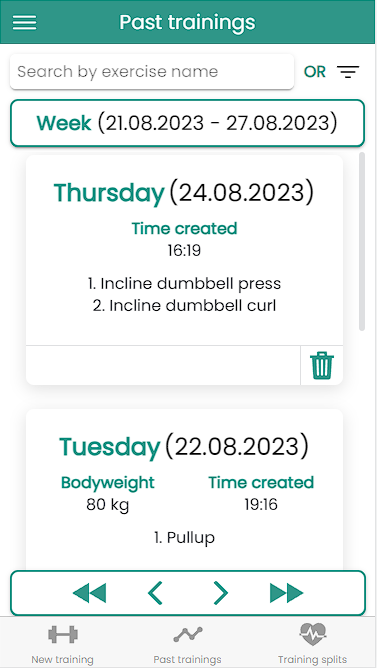 Past trainings
Search by exercise name OR
Week (21.08.2023 - 27.08.2023)
Thursday (24.08.2023)
Time created
16:19
1. Incline dumbbell press
2. Incline dumbbell curl
Tuesday (22.08.2023)
Bodyweight Time created
80 kg 19:16
1. Pullup
New training Past trainings Training splits